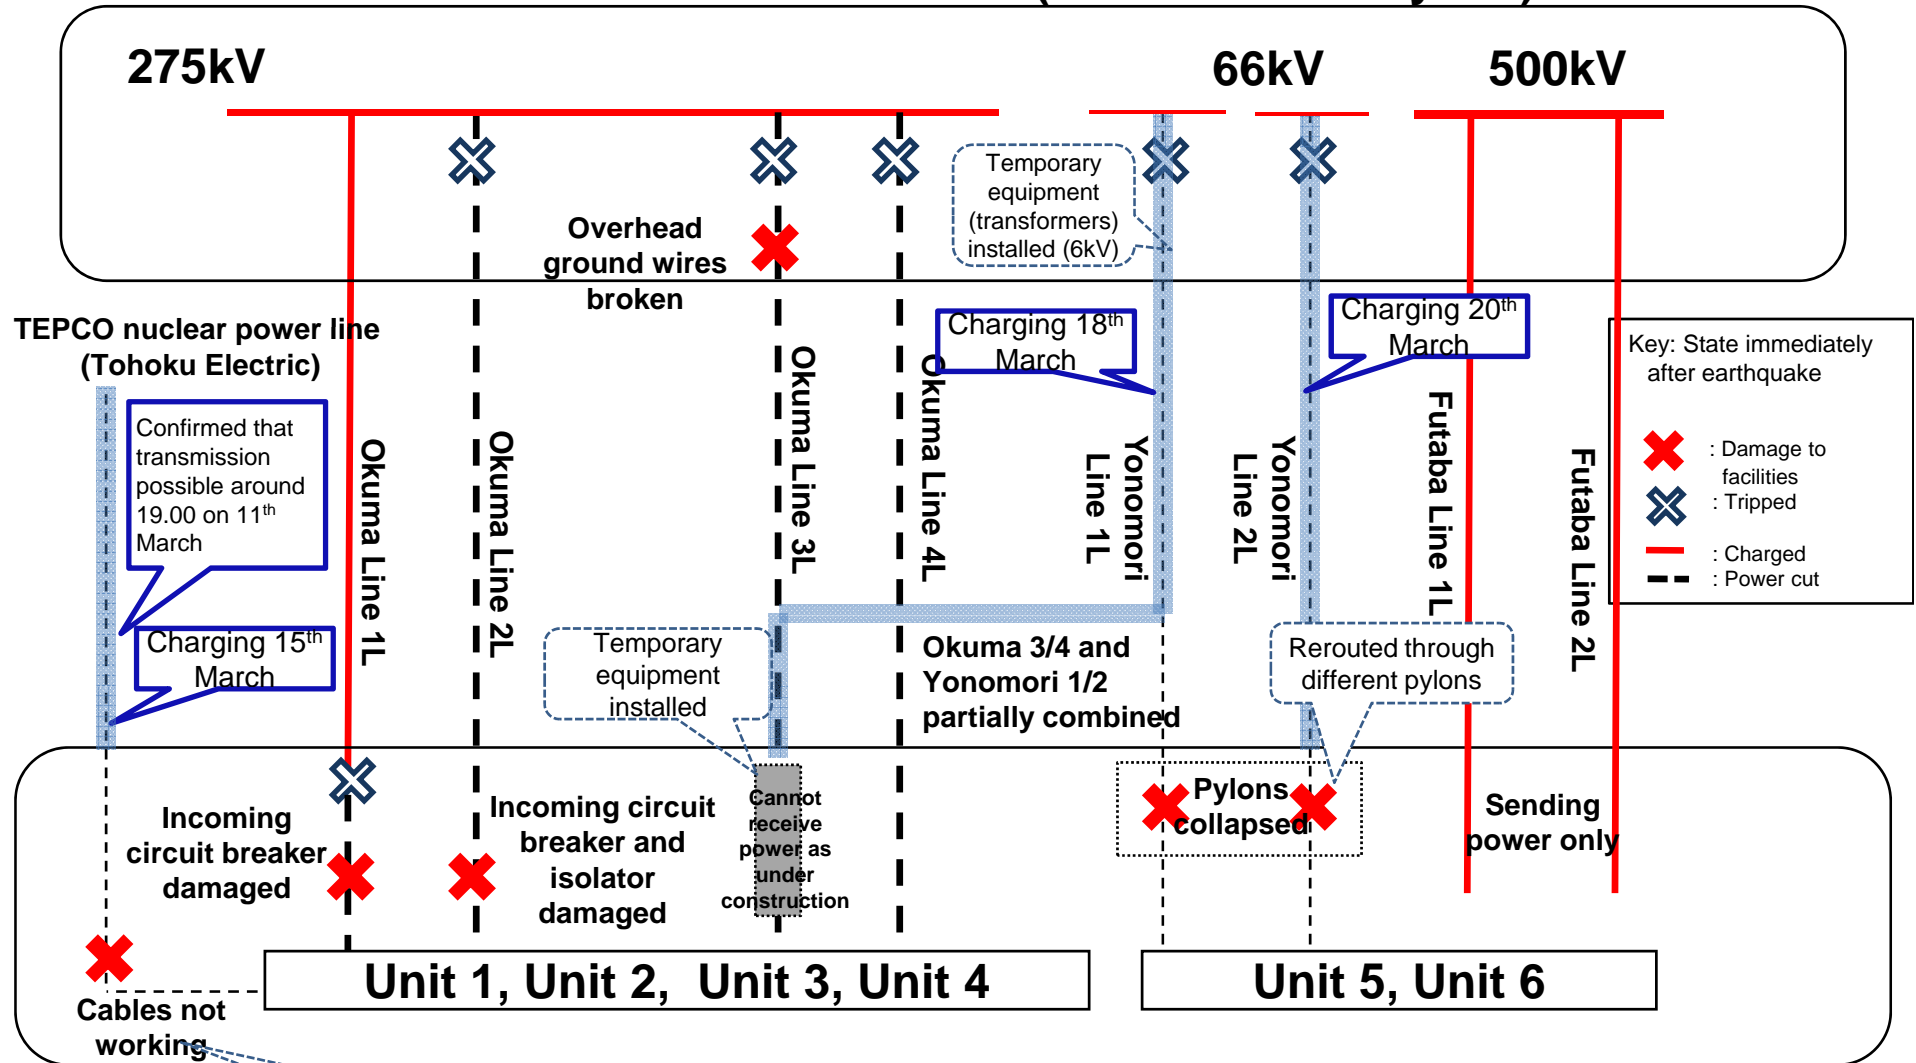 275kV
66kV
500kV
Temporary
equipment
(transformers)
installed (6kV)
Overhead
ground wires
broken
TEPCO nuclear power line
(Tohoku Electric)
Charging 18th
March
Charging 20th
March
Key: State immediately
after earthquake
: Damage to
facilities
: Tripped
: Charged
: Power cut
Confirmed that
transmission
possible around
19.00 on 11th
March
Charging 15th
March
Okuma Line 1L
Okuma Line 2L
Okuma Line 3L
Okuma Line 4L
Yonomori
Line 1L
Yonomori
Line 2L
Futaba Line 1L
Futaba Line 2L
Temporary
equipment
installed
Okuma 3/4 and
Yonomori 1/2
partially combined
Rerouted through
different pylons
Incoming
circuit breaker
damaged
Incoming circuit
breaker and
isolator
damaged
Cannot
receive
power as
under
construction
Pylons
collapsed
Sending
power only
Unit 1, Unit 2, Unit 3, Unit 4
Unit 5, Unit 6
Cables not
working